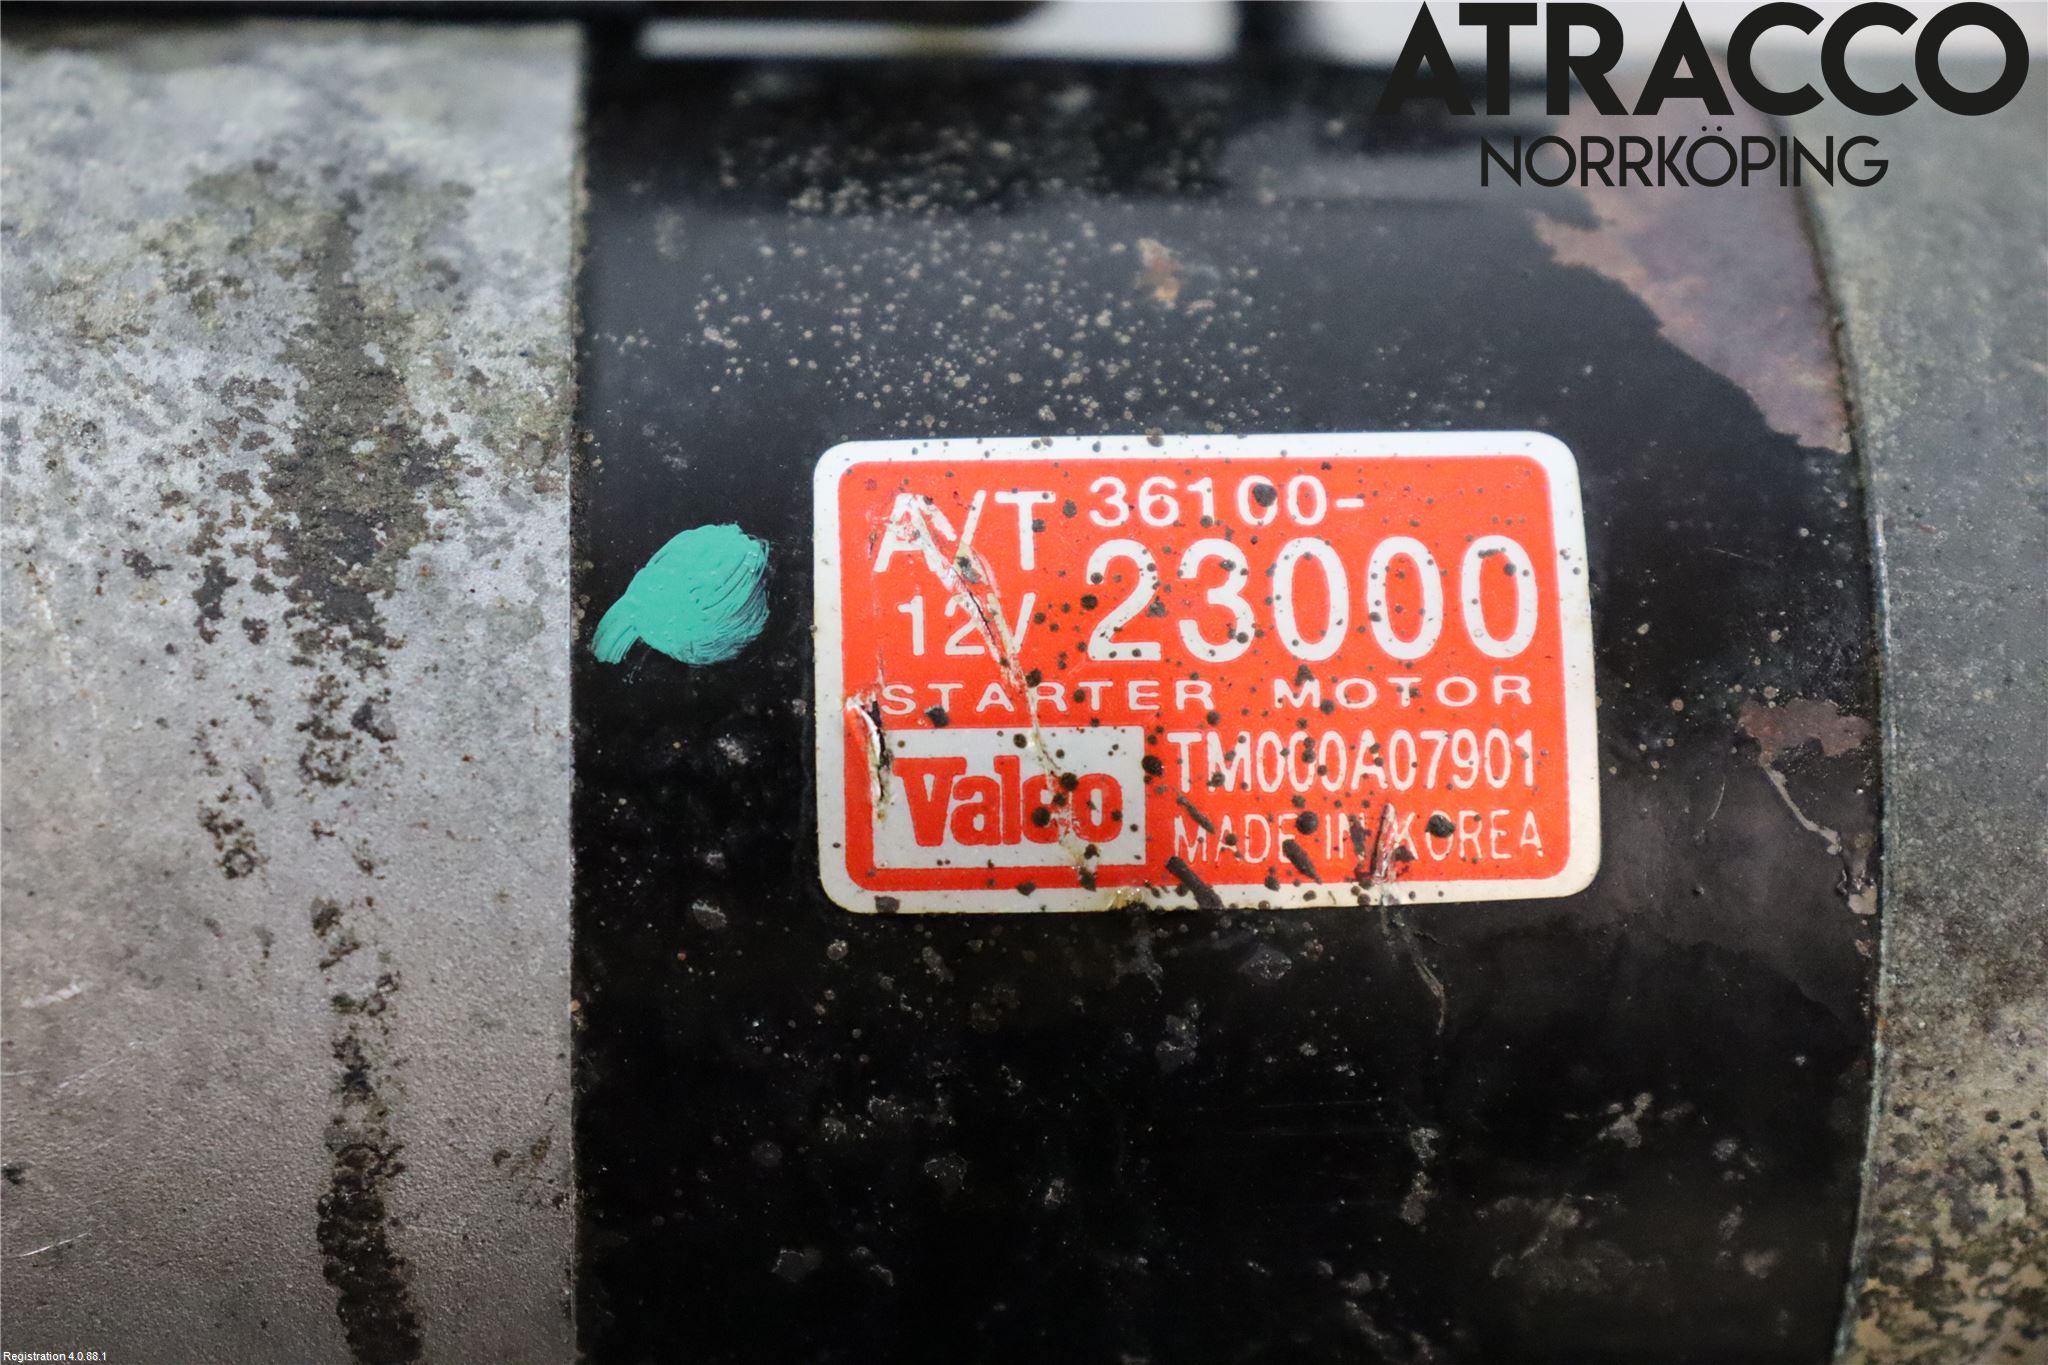 ATRACCO
NORRKÖPING
A/T 36100-
12V 23000
STARTER MOTOR
Valeo TM000A07901
MADE IN KOREA
Registration 4.0.88.1